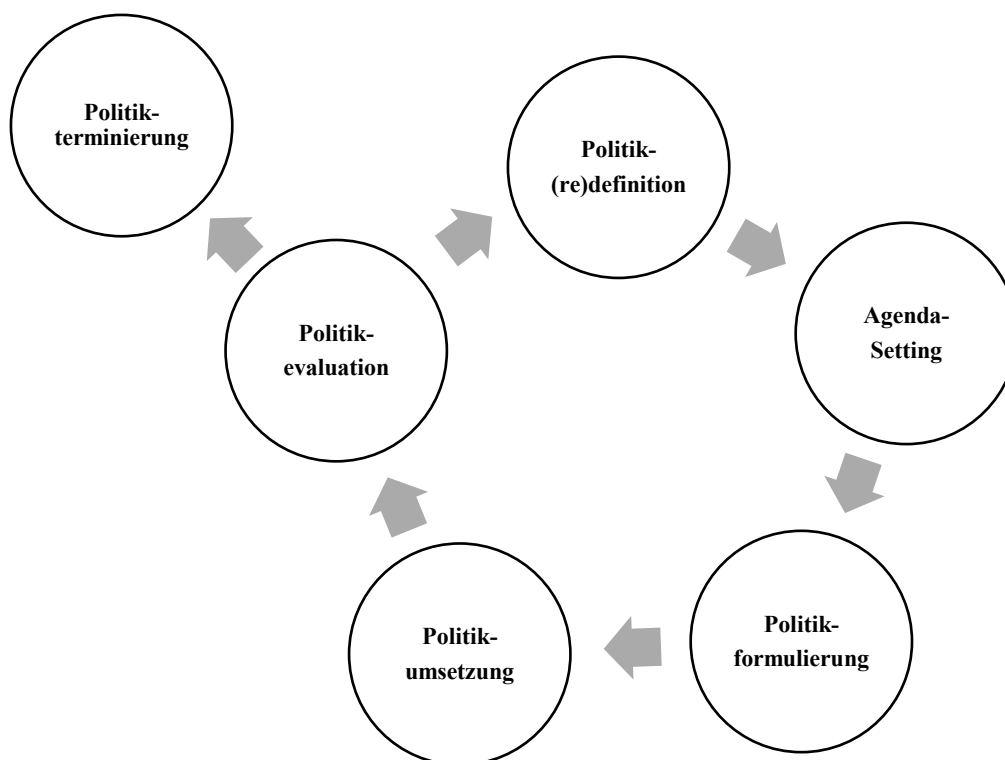 Politik-
terminierung
Politik-
(re)definition
Agenda-
Setting
Politik-
formulierung
Politik-
umsetzung
Politik-
evaluation